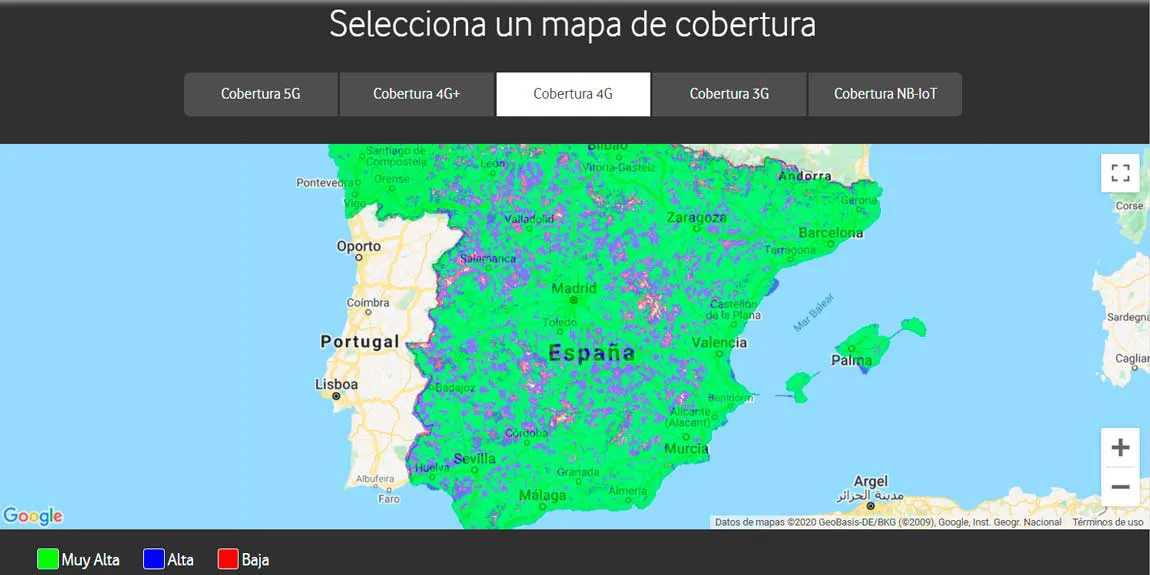 Selecciona un mapa de cobertura
Cobertura 5G
Cobertura 4G+
Cobertura 4G
Cobertura 3G
Cobertura NB-IoT
Santiago de
Compostela
León
Bilbao
Vitoria-Gasteiz
Andorra
Pontevedra
Orense
Vigo
Gerona
Corse
Valladolid
Zaragoza
Barcelona
Oporto
Salamanca
Tarragona
Madrid
Coímbra
Castellón
de la Plana
Mar Balear
Sardegna
Toledo
Portugal
España
Valencia
Palma
Cagliari
Lisboa
Badajoz
Benidorm
Alicante
(Alacant)
Córdoba
Murcia
Huelva
Sevilla
Granada
Albufeira
Faro
Málaga
Almería
Argel
مدينة الجزائر
Google
Datos de mapas ©2020 GeoBasis-DE/BKG (©2009), Google, Inst. Geogr. Nacional
Términos de uso
Muy Alta
Alta
Baja